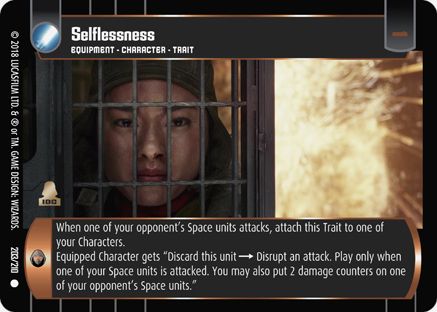 Selflessness
EQUIPMENT • CHARACTER • TRAIT
When one of your opponent's Space units attacks, attach this Trait to one of
your Characters.
Equipped Character gets "Discard this unit → Disrupt an attack. Play only when
one of your Space units is attacked. You may also put 2 damage counters on one
of your opponent's Space units."
© 2018 LUCASFILM LTD. & ® or TM. GAME DESIGN: WIZARDS
IDC